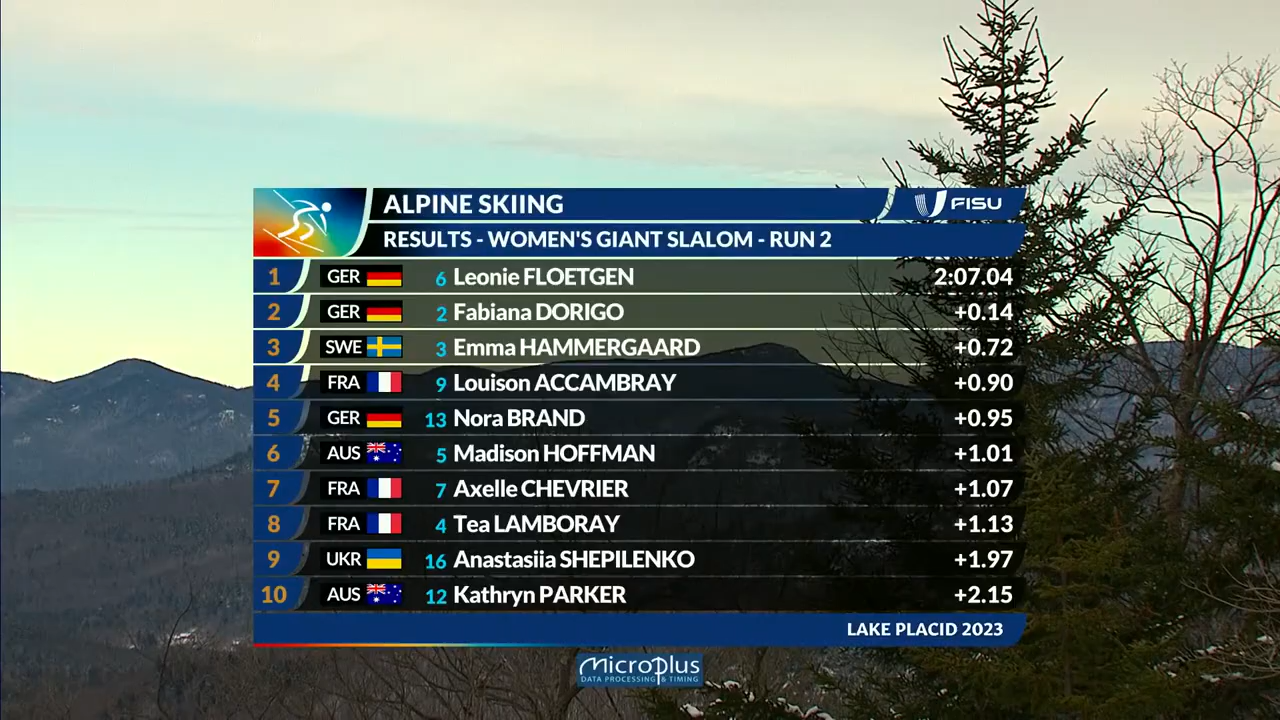 ALPINE SKIING FISU
RESULTS - WOMEN'S GIANT SLALOM - RUN 2
1 GER 6 Leonie FLOETGEN 2:07.04
2 GER 2 Fabiana DORIGO +0.14
3 SWE 3 Emma HAMMERGAARD +0.72
4 FRA 9 Louison ACCAMBRAY +0.90
5 GER 13 Nora BRAND +0.95
6 AUS 5 Madison HOFFMAN +1.01
7 FRA 7 Axelle CHEVRIER +1.07
8 FRA 4 Tea LAMBORAY +1.13
9 UKR 16 Anastasiia SHEPILENKO +1.97
10 AUS 12 Kathryn PARKER +2.15
LAKE PLACID 2023
Microplus
DATA PROCESSING & TIMING